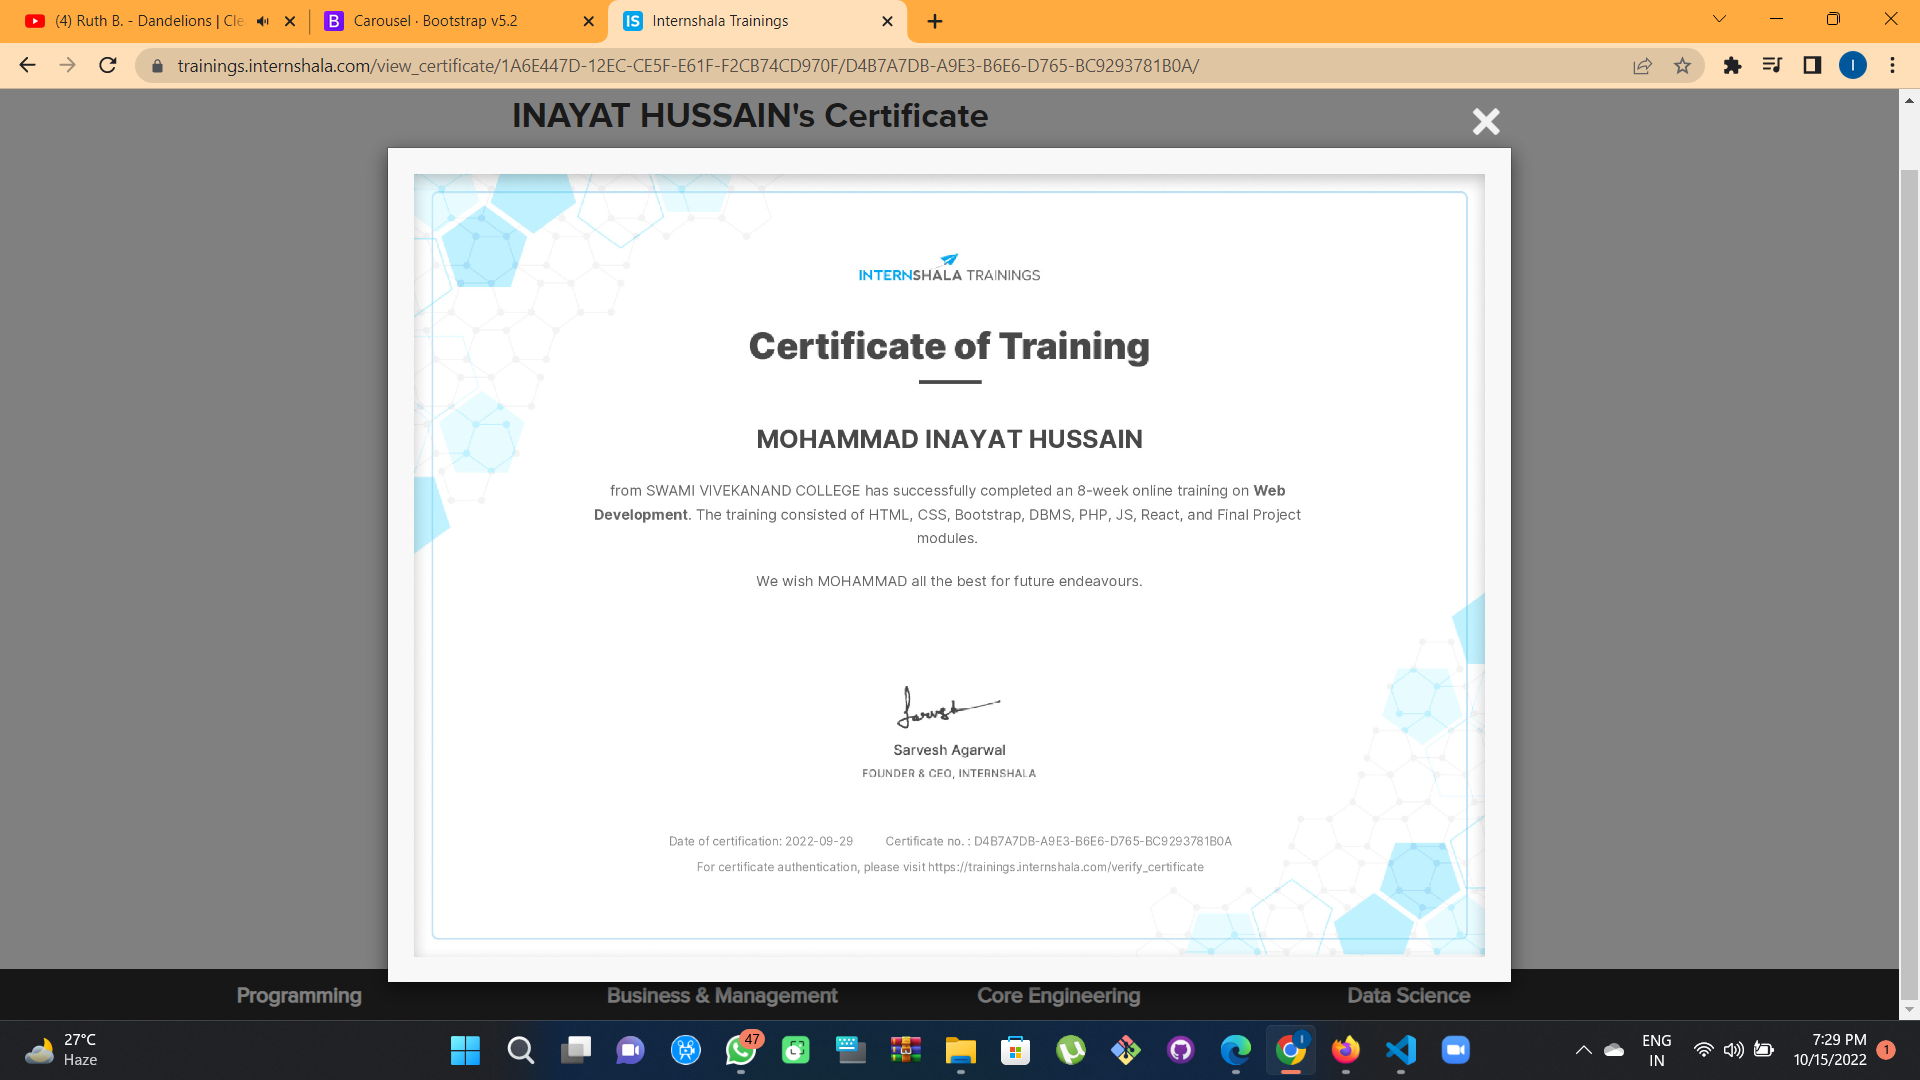 (4) Ruth B. - Dandelions | Cle
Carousel · Bootstrap v5.2
IS Internshala Trainings
trainings.internshala.com/view_certificate/1A6E447D-12EC-CE5F-E61F-F2CB74CD970F/D4B7A7DB-A9E3-B6E6-D765-BC9293781B0A/
INAYAT HUSSAIN's Certificate
INTERNSHALA TRAININGS
Certificate of Training
MOHAMMAD INAYAT HUSSAIN
from SWAMI VIVEKANAND COLLEGE has successfully completed an 8-week online training on Web
Development. The training consisted of HTML, CSS, Bootstrap, DBMS, PHP, JS, React, and Final Project
modules.
We wish MOHAMMAD all the best for future endeavours.
Sarvesh
Sarvesh Agarwal
FOUNDER & CEO, INTERNSHALA
Date of certification: 2022-09-29 Certificate no. : D4B7A7DB-A9E3-B6E6-D765-BC9293781B0A
For certificate authentication, please visit https://trainings.internshala.com/verify_certificate
Programming Business & Management Core Engineering Data Science
27°C
Haze
47
ENG
IN
7:29 PM
10/15/2022
1